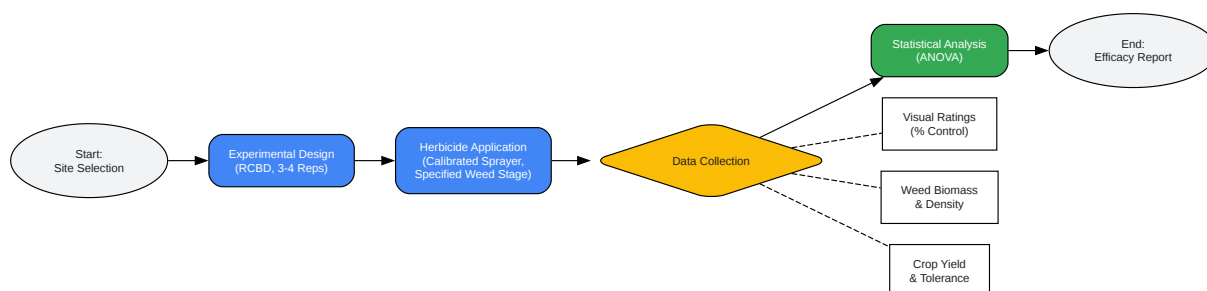 Start:
Site Selection
Experimental Design
(RCBD, 3-4 Reps)
Herbicide Application
(Calibrated Sprayer,
Specified Weed Stage)
Data Collection
Statistical Analysis
(ANOVA)
End:
Efficacy Report
Visual Ratings
(% Control)
Weed Biomass
& Density
Crop Yield
& Tolerance